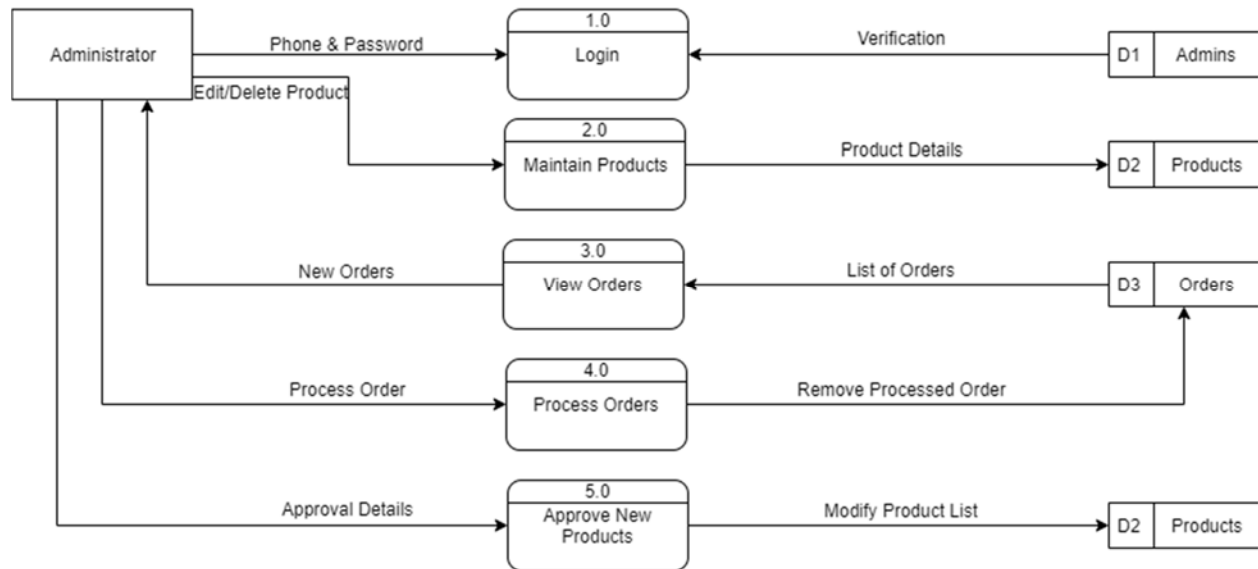 1.0
Administrator
Phone & Password
Login
Verification
D1
Admins
Edit/Delete Product
2.0
Maintain Products
Product Details
D2
Products
3.0
New Orders
View Orders
List of Orders
D3
Orders
4.0
Process Order
Process Orders
Remove Processed Order
5.0
Approval Details
Approve New
Products
Modify Product List
D2
Products